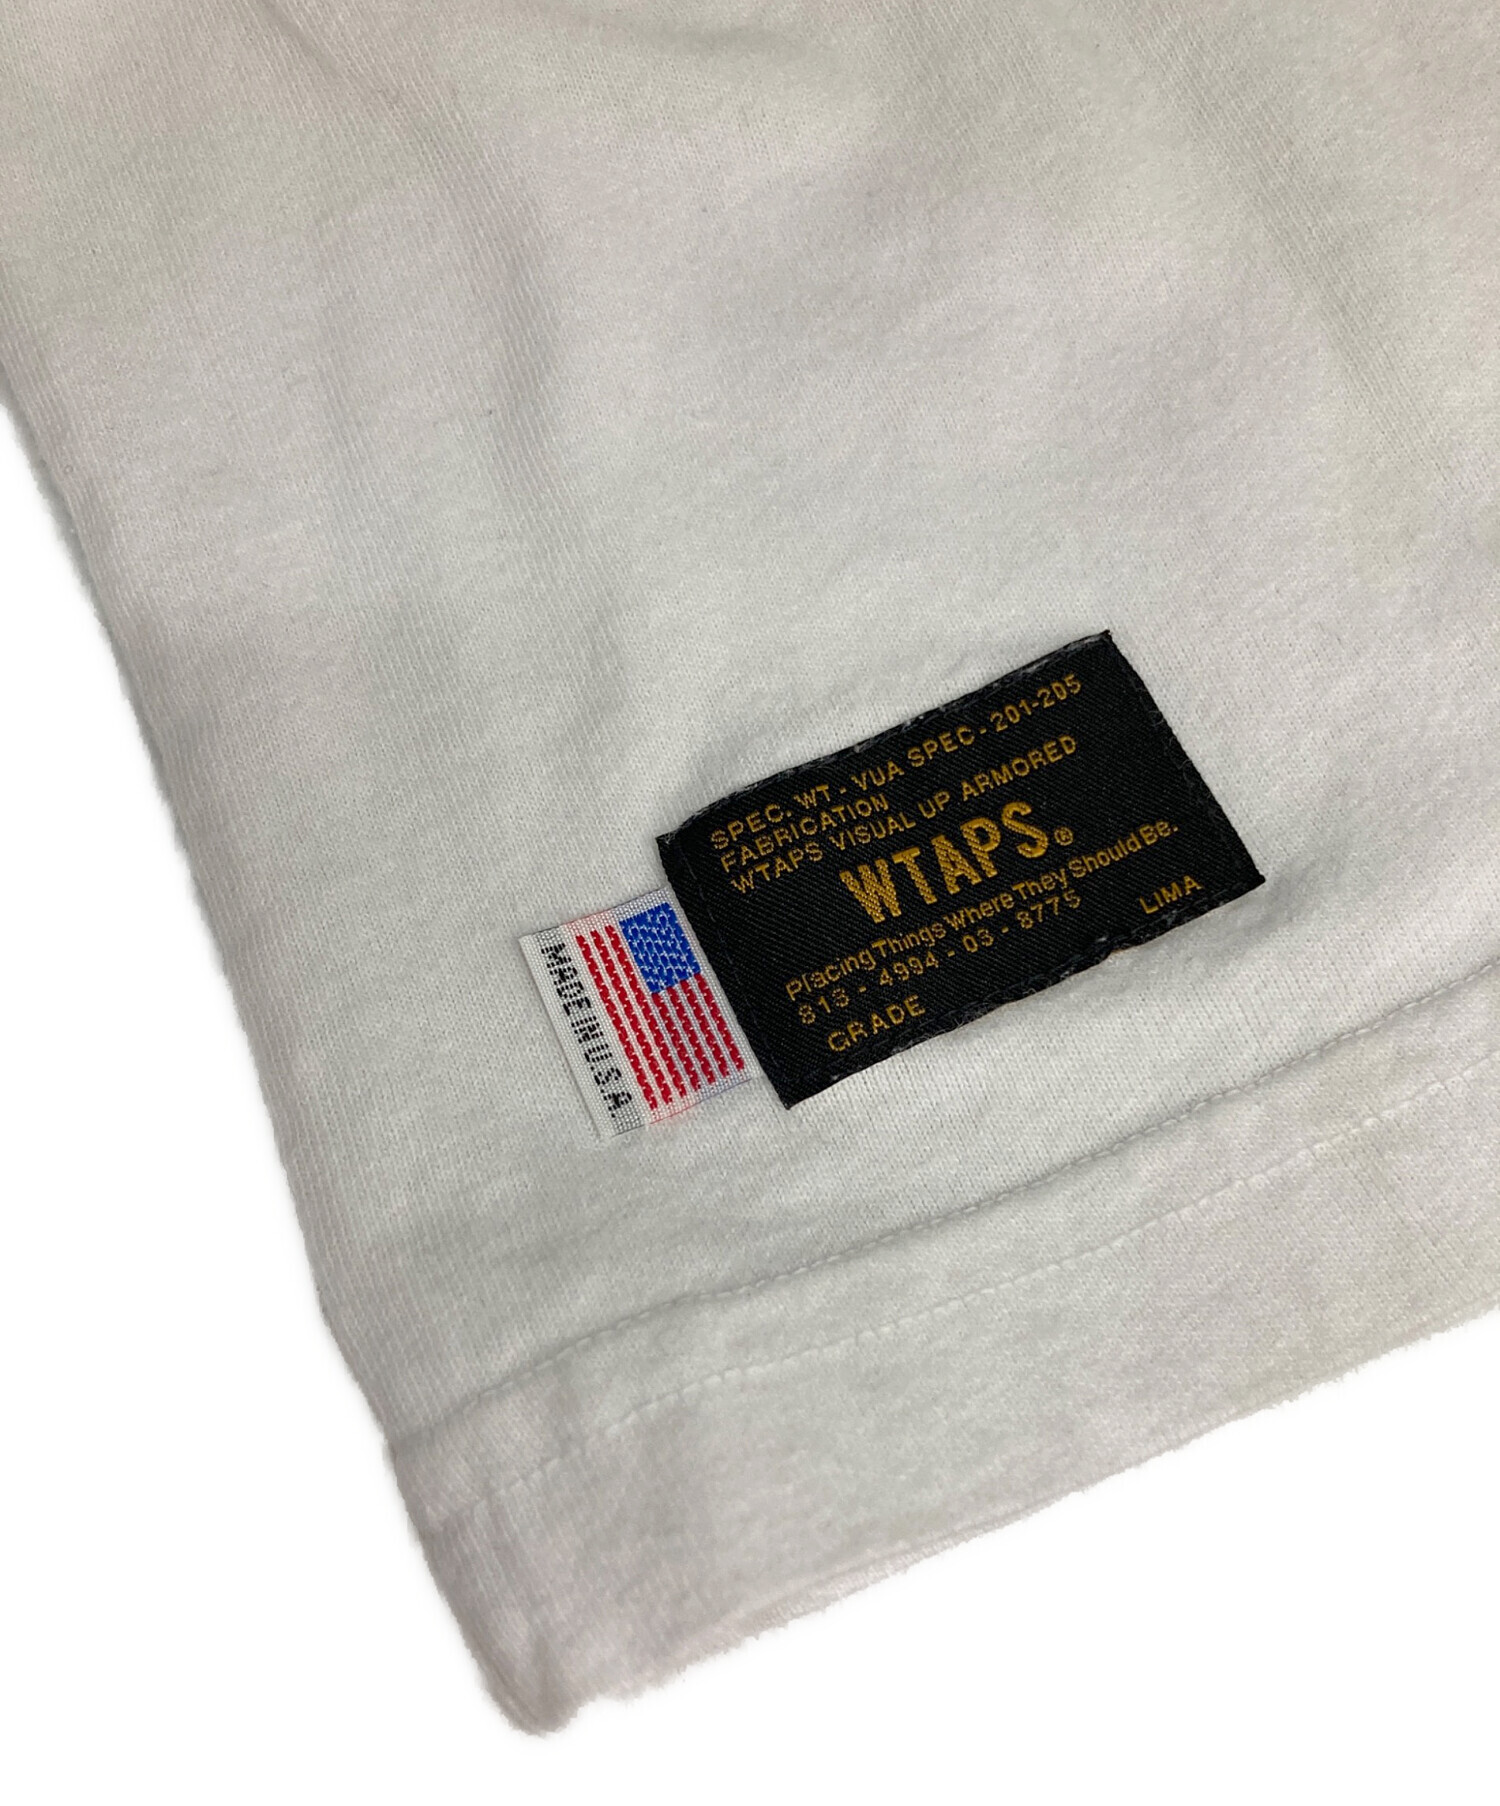 SPEC. WT - VUA SPEC - 201-205
FABRICATION
WTAPS VISUAL UP ARMORED
WTAPS®
Placing Things Where They Should Be.
813 - 4994 - 03 - 8775
GRADE LIMA
MADE IN U.S.A.